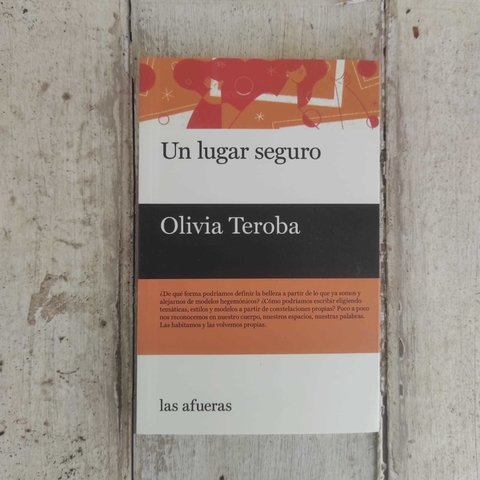 Un lugar seguro
Olivia Teroba
¿De qué forma podríamos definir la belleza a partir de lo que ya somos y
alejarnos de modelos hegemónicos? ¿Cómo podríamos escribir eligiendo
temáticas, estilos y modelos a partir de constelaciones propias? Poco a poco
nos reconocemos en nuestro cuerpo, nuestros espacios, nuestras palabras.
Las habitamos y las volvemos propias.
las afueras